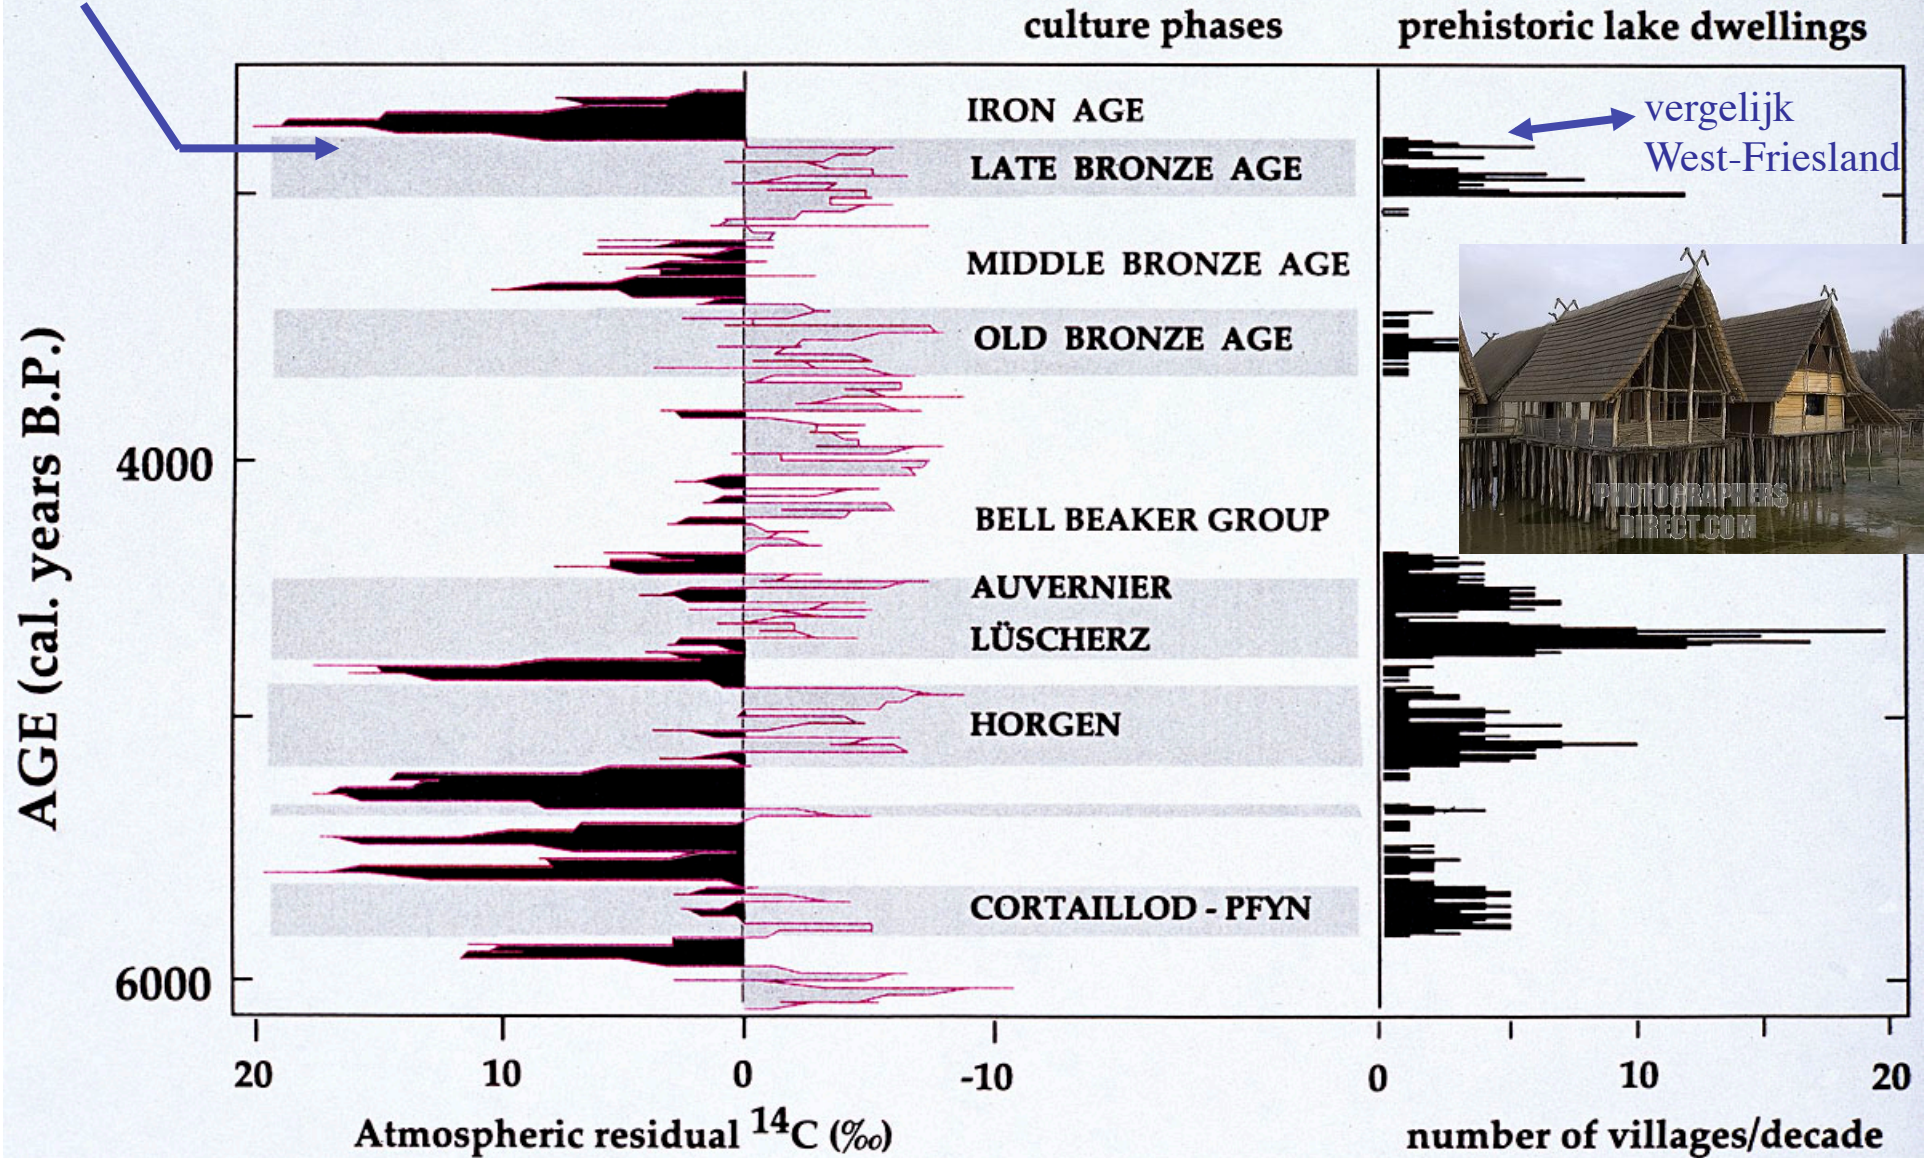 culture phases
prehistoric lake dwellings
IRON AGE
vergelijk
West-Friesland
LATE BRONZE AGE
MIDDLE BRONZE AGE
OLD BRONZE AGE
AGE (cal. years B.P.)
4000
BELL BEAKER GROUP
PHOTOGRAPHERS
DIRECT.COM
AUVERNIER
LÜSCHERZ
HORGEN
CORTAILLOD - PFYN
6000
20 10 0 -10 0 10 20
Atmospheric residual ¹⁴C (‰)
number of villages/decade